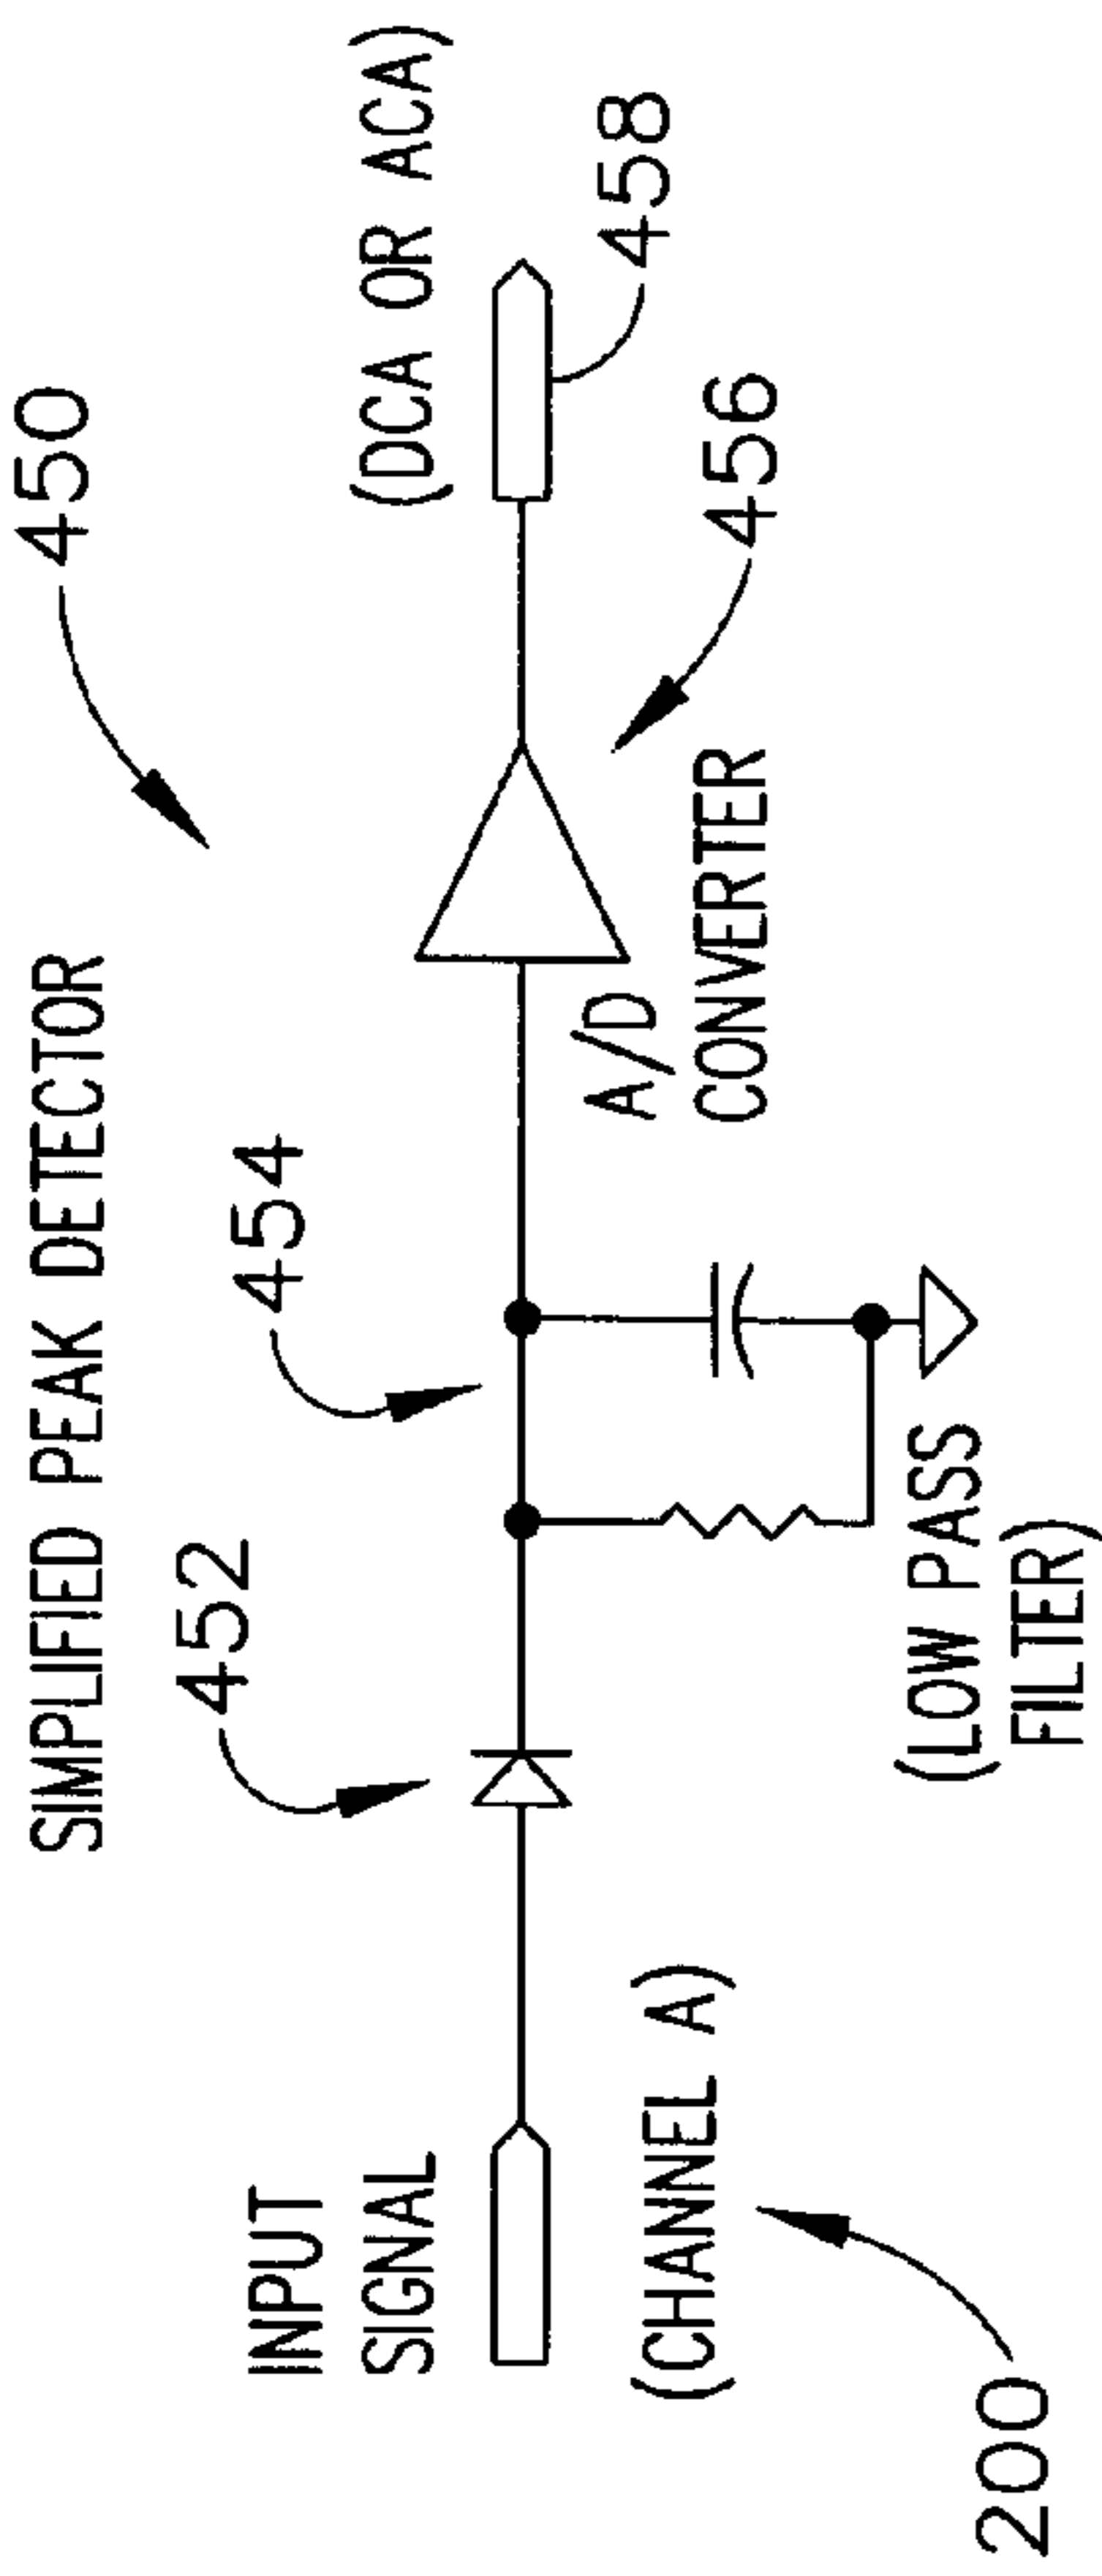 SIMPLIFIED PEAK DETECTOR
450
452
454
INPUT
SIGNAL
(DCA OR ACA)
458
(CHANNEL A)
A/D
CONVERTER
456
200
(LOW PASS
FILTER)